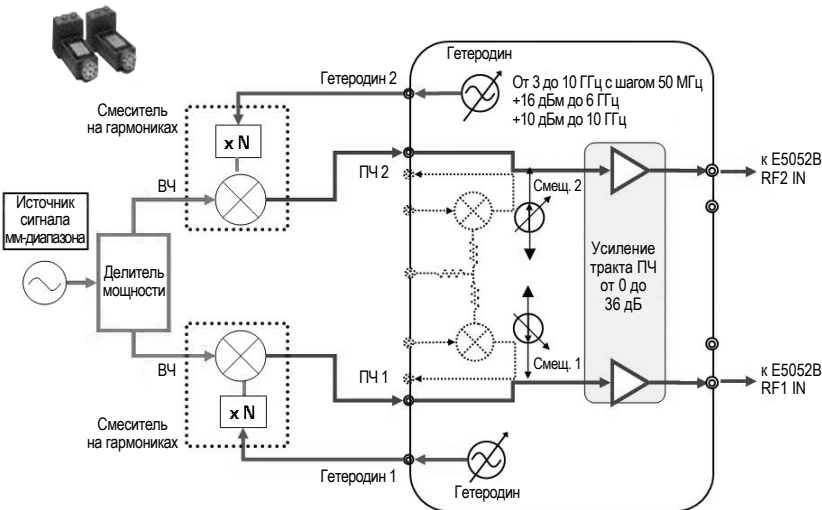 Гетеродин
Гетеродин 2
От 3 до 10 ГГц с шагом 50 МГц
+16 дБм до 6 ГГц
+10 дБм до 10 ГГц
Смеситель
на гармониках
x N
ВЧ
ПЧ 2
Смещ. 2
к E5052B
RF2 IN
Источник
сигнала
мм-диапазона
Делитель
мощности
Усиление
тракта ПЧ
от 0 до
36 дБ
ВЧ
ПЧ 1
Смещ. 1
к E5052B
RF1 IN
x N
Смеситель
на гармониках
Гетеродин 1
Гетеродин